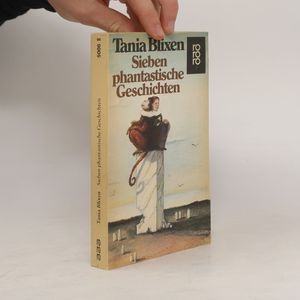 Tania Blixen
Sieben
phantastische
Geschichten
rororo
Tania Blixen Sieben phantastische Geschichten